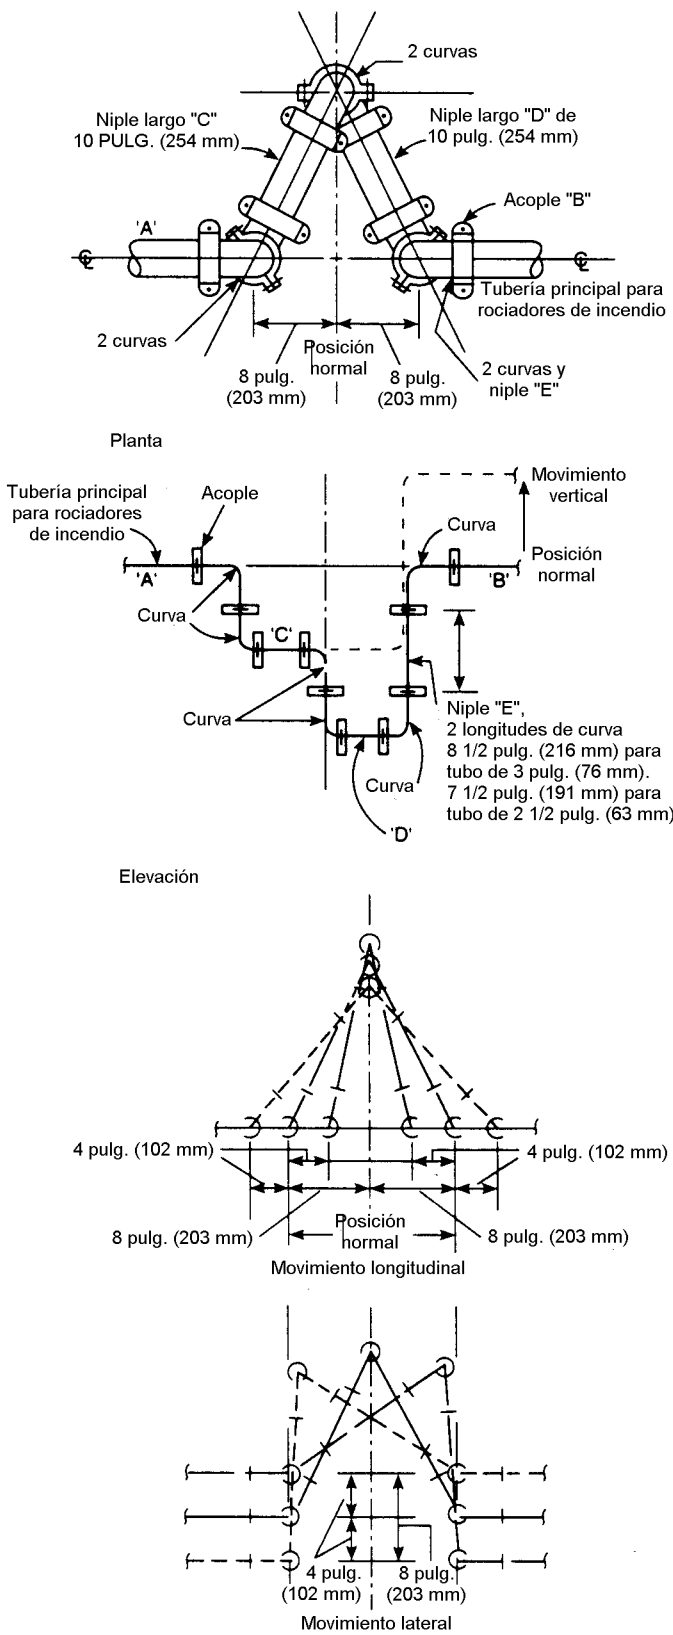 2 curvas
Niple largo "C"
10 PULG. (254 mm)
Niple largo "D" de
10 pulg. (254 mm)
Acople "B"
'A'
℄
℄
Tubería principal para
rociadores de incendio
2 curvas
Posición
normal
8 pulg.
(203 mm)
8 pulg.
(203 mm)
2 curvas y
niple "E"
Planta
Tubería principal
para rociadores
de incendio
Acople
Movimiento
vertical
Curva
Posición
normal
'A'
'B'
Curva
'C'
Curva
Niple "E",
2 longitudes de curva
8 1/2 pulg. (216 mm) para
tubo de 3 pulg. (76 mm).
7 1/2 pulg. (191 mm) para
tubo de 2 1/2 pulg. (63 mm)
Curva
'D'
Elevación
4 pulg. (102 mm)
4 pulg. (102 mm)
8 pulg. (203 mm)
Posición
normal
8 pulg. (203 mm)
Movimiento longitudinal
4 pulg.
(102 mm)
8 pulg.
(203 mm)
Movimiento lateral